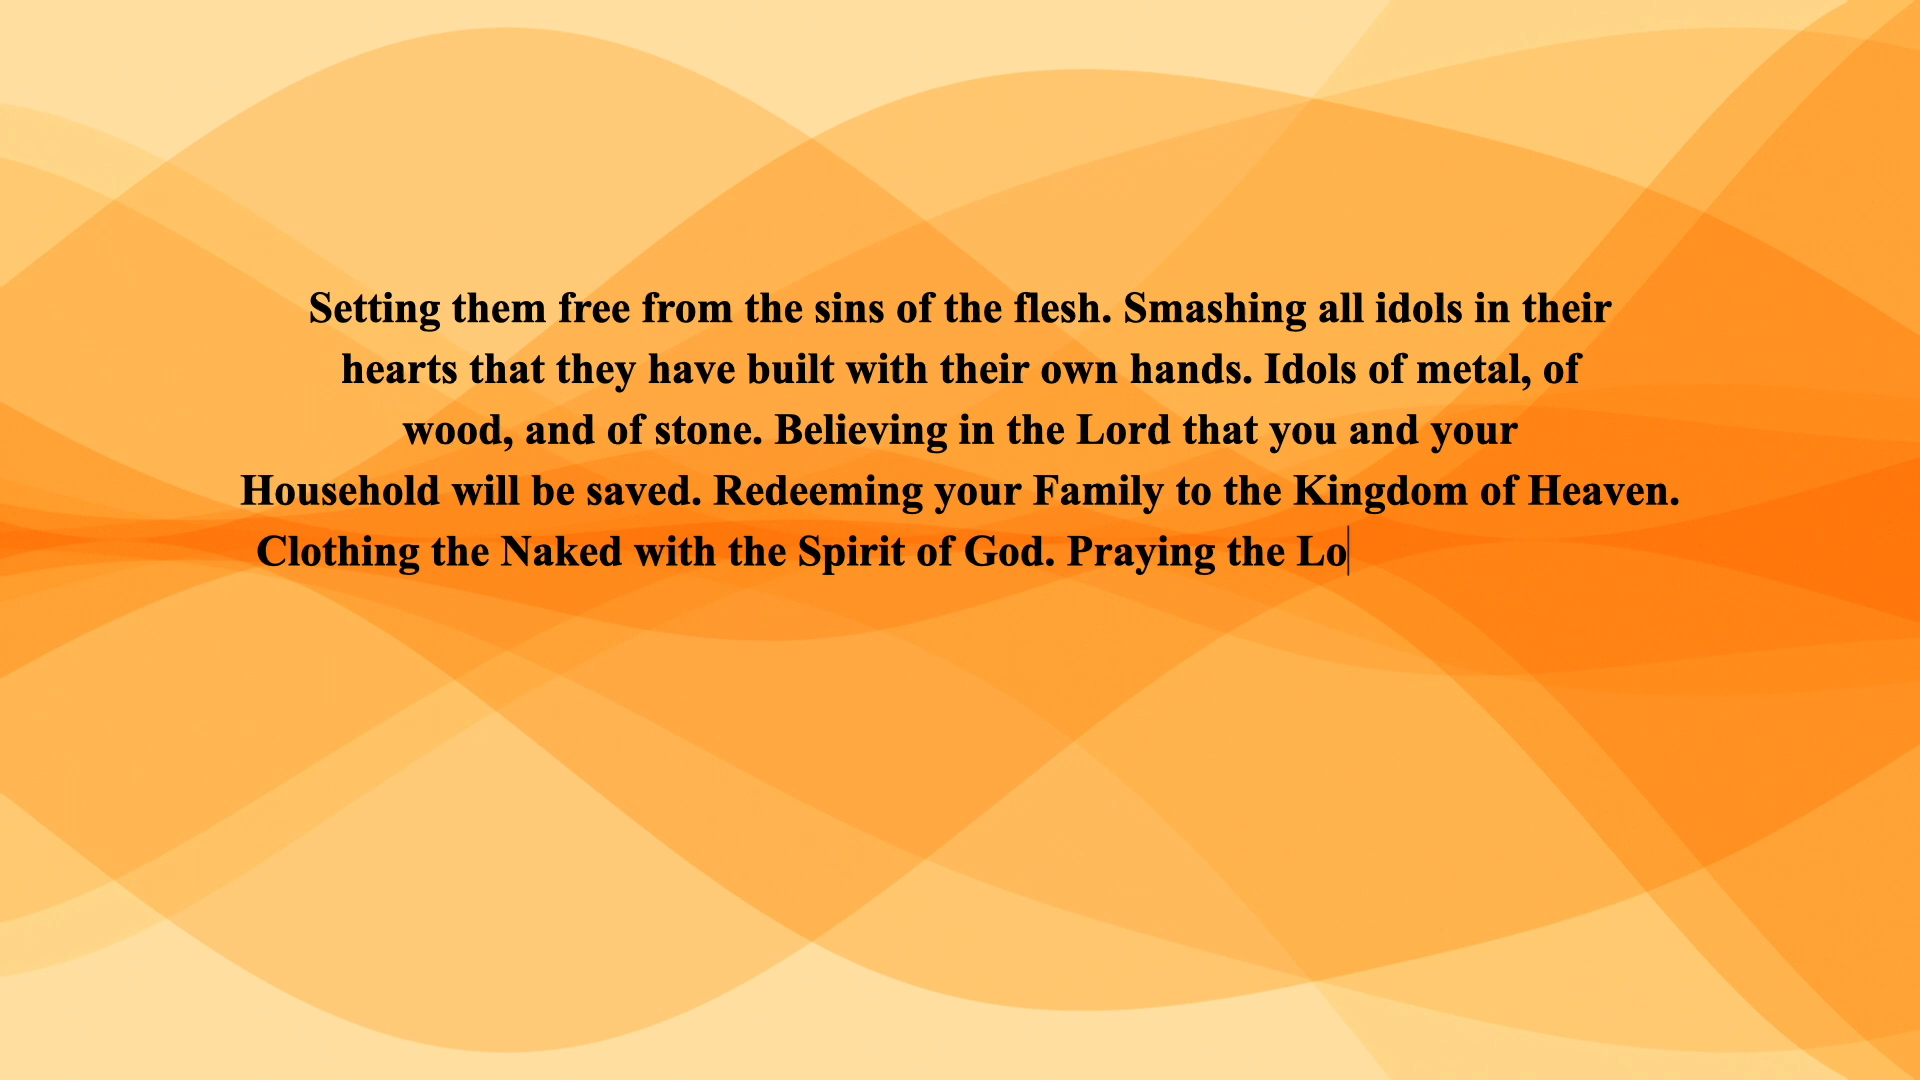 Setting them free from the sins of the flesh. Smashing all idols in their
hearts that they have built with their own hands. Idols of metal, of
wood, and of stone. Believing in the Lord that you and your
Household will be saved. Redeeming your Family to the Kingdom of Heaven.
Clothing the Naked with the Spirit of God. Praying the Lo